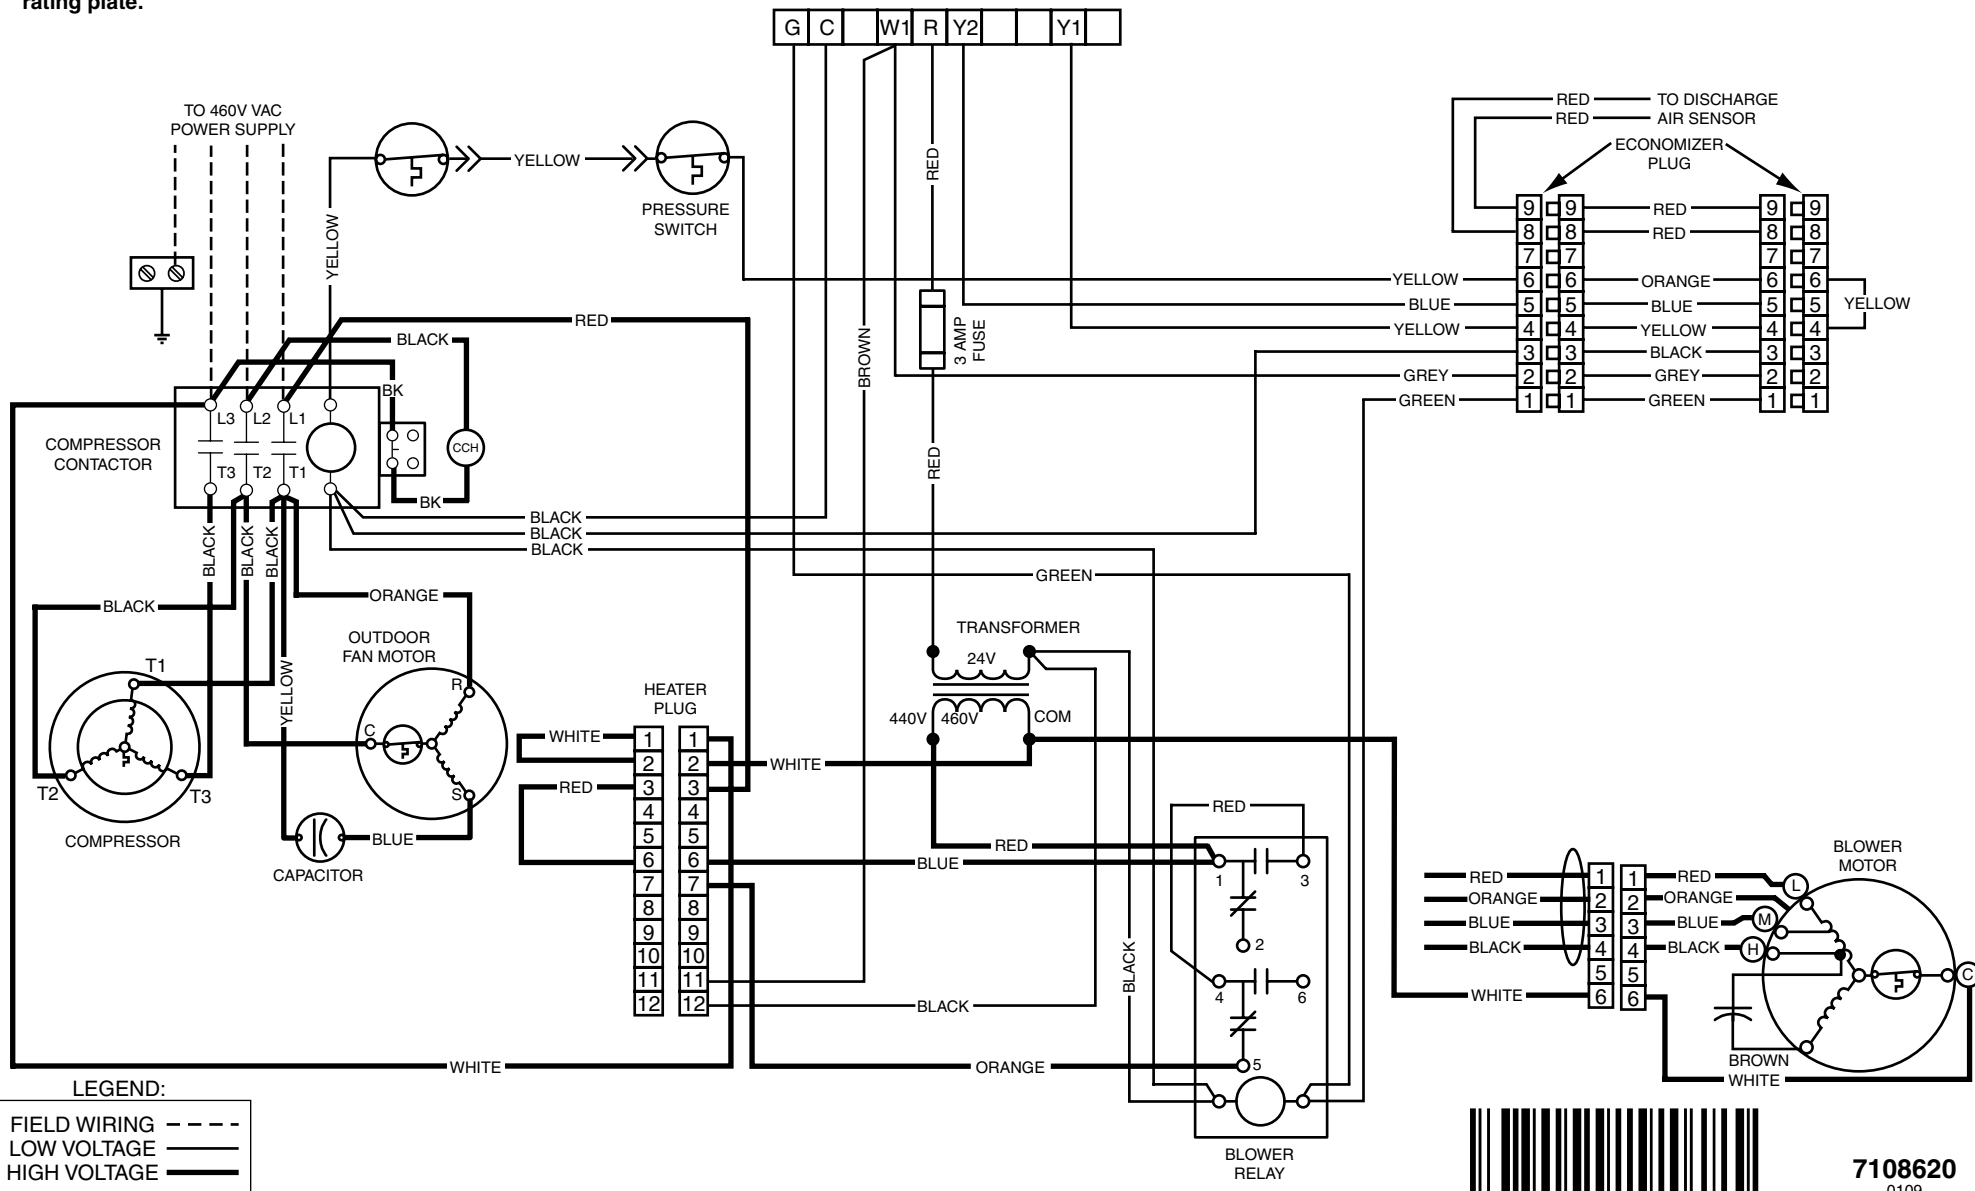 rating plate.
G C W1 R Y2 Y1
TO 460V VAC
POWER SUPPLY
YELLOW
PRESSURE
SWITCH
YELLOW
RED
RED TO DISCHARGE
RED AIR SENSOR
ECONOMIZER
PLUG
9 9 RED 9 9
8 8 RED 8 8
7 7 7 7
YELLOW 6 6 ORANGE 6 6
BLUE 5 5 BLUE 5 5
YELLOW
YELLOW 4 4 YELLOW 4 4
3 3 BLACK 3 3
GREY 2 2 GREY 2 2
GREEN 1 1 GREEN 1 1
3 AMP
FUSE
BROWN
RED
RED
BLACK
BK
COMPRESSOR
CONTACTOR
L3 L2 L1
T3 T2 T1
CCH
BK
BLACK
BLACK
BLACK
BLACK
BLACK
BLACK
GREEN
BLACK
ORANGE
OUTDOOR
FAN MOTOR
YELLOW
R
C
S
T1
T2
T3
COMPRESSOR
BLUE
CAPACITOR
TRANSFORMER
24V
440V 460V COM
HEATER
PLUG
WHITE 1 1
2 2 WHITE
RED 3 3
4 4
5 5
6 6 BLUE
7 7
8 8
9 9
10 10
11 11
12 12 BLACK
RED
RED
1 3
2
4 6
5
BLACK
ORANGE
WHITE
BLOWER
RELAY
BLOWER
MOTOR
RED 1 1 RED L
ORANGE 2 2 ORANGE
BLUE 3 3 BLUE M
BLACK 4 4 BLACK H
5 5
WHITE 6 6
C
BROWN
WHITE
LEGEND:
FIELD WIRING
LOW VOLTAGE
HIGH VOLTAGE
7108620
0109